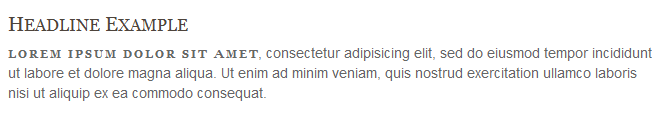 Headline Example
lorem ipsum dolor sit amet, consectetur adipisicing elit, sed do eiusmod tempor incididunt
ut labore et dolore magna aliqua. Ut enim ad minim veniam, quis nostrud exercitation ullamco laboris
nisi ut aliquip ex ea commodo consequat.